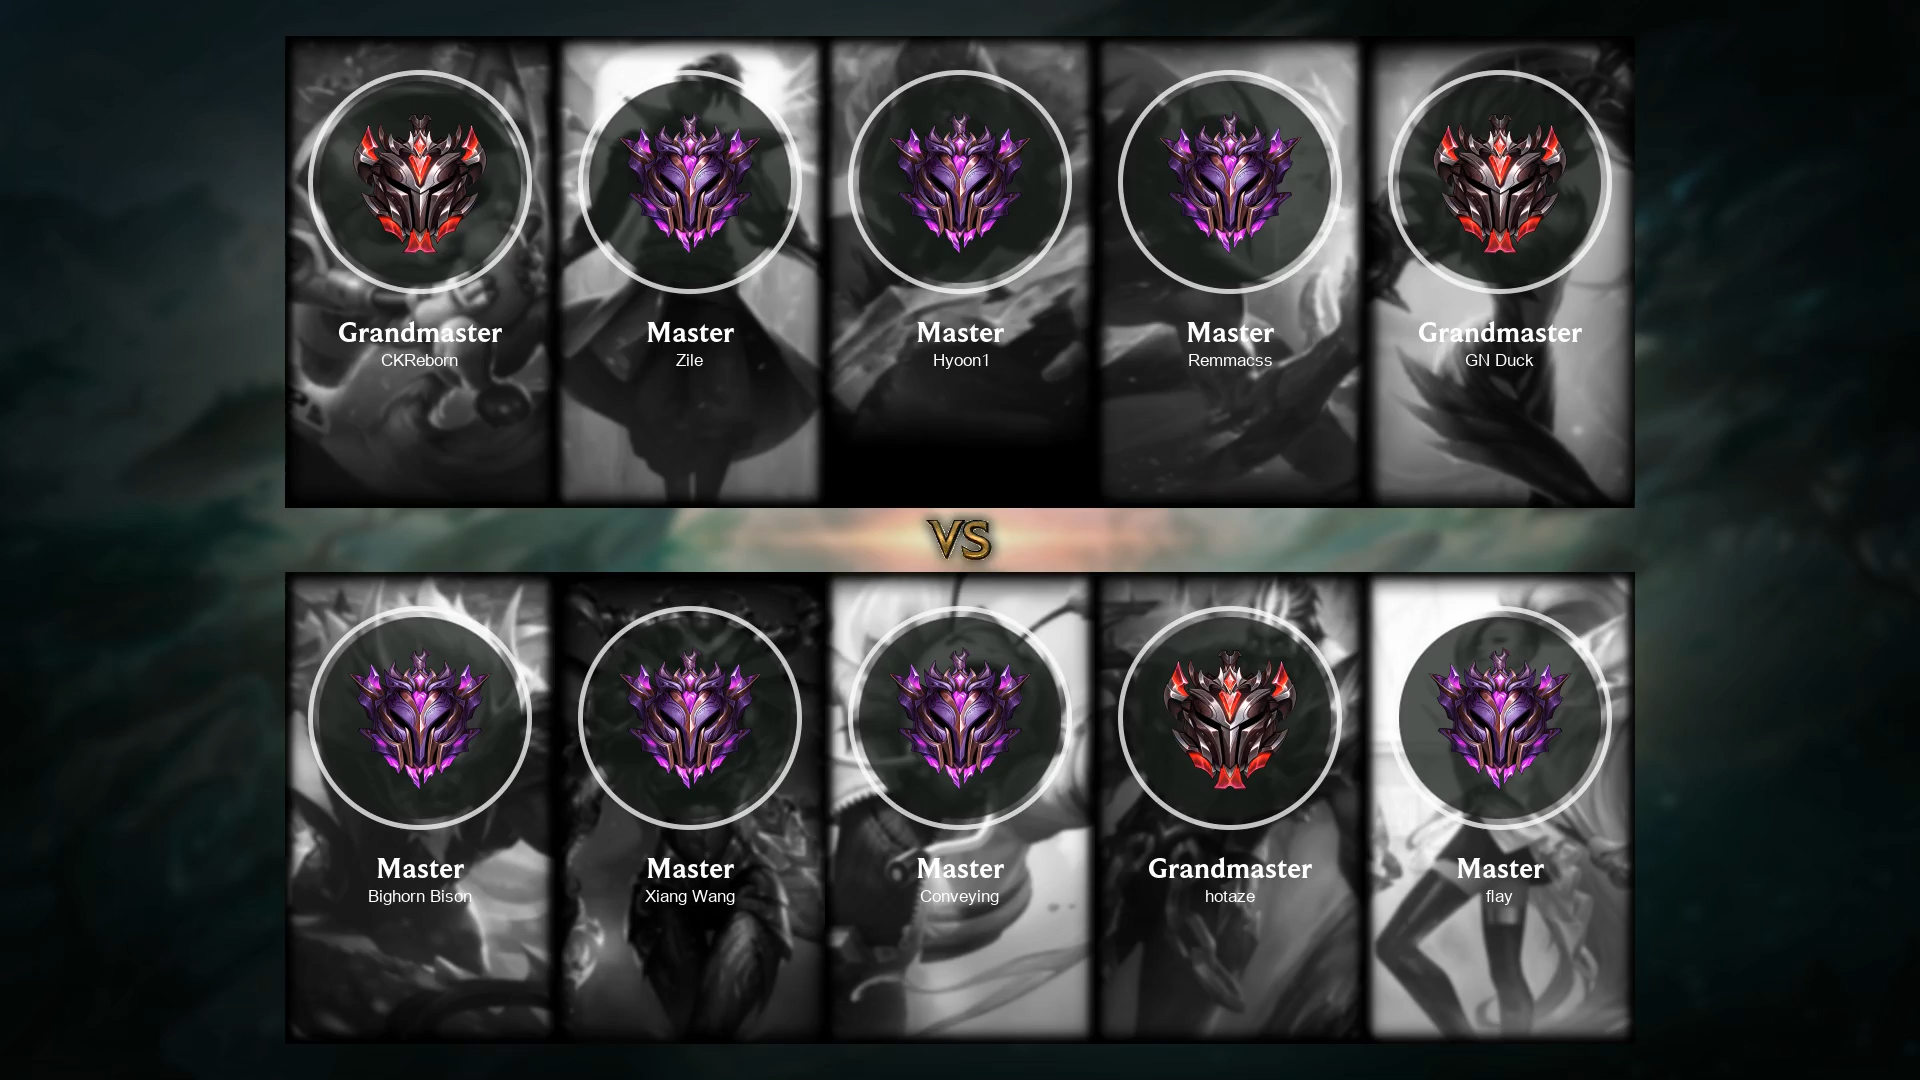 Grandmaster
CKReborn
Master
Zile
Master
Hyoon1
Master
Remmacss
Grandmaster
GN Duck
VS
Master
Bighorn Bison
Master
Xiang Wang
Master
Conveying
Grandmaster
hotaze
Master
flay